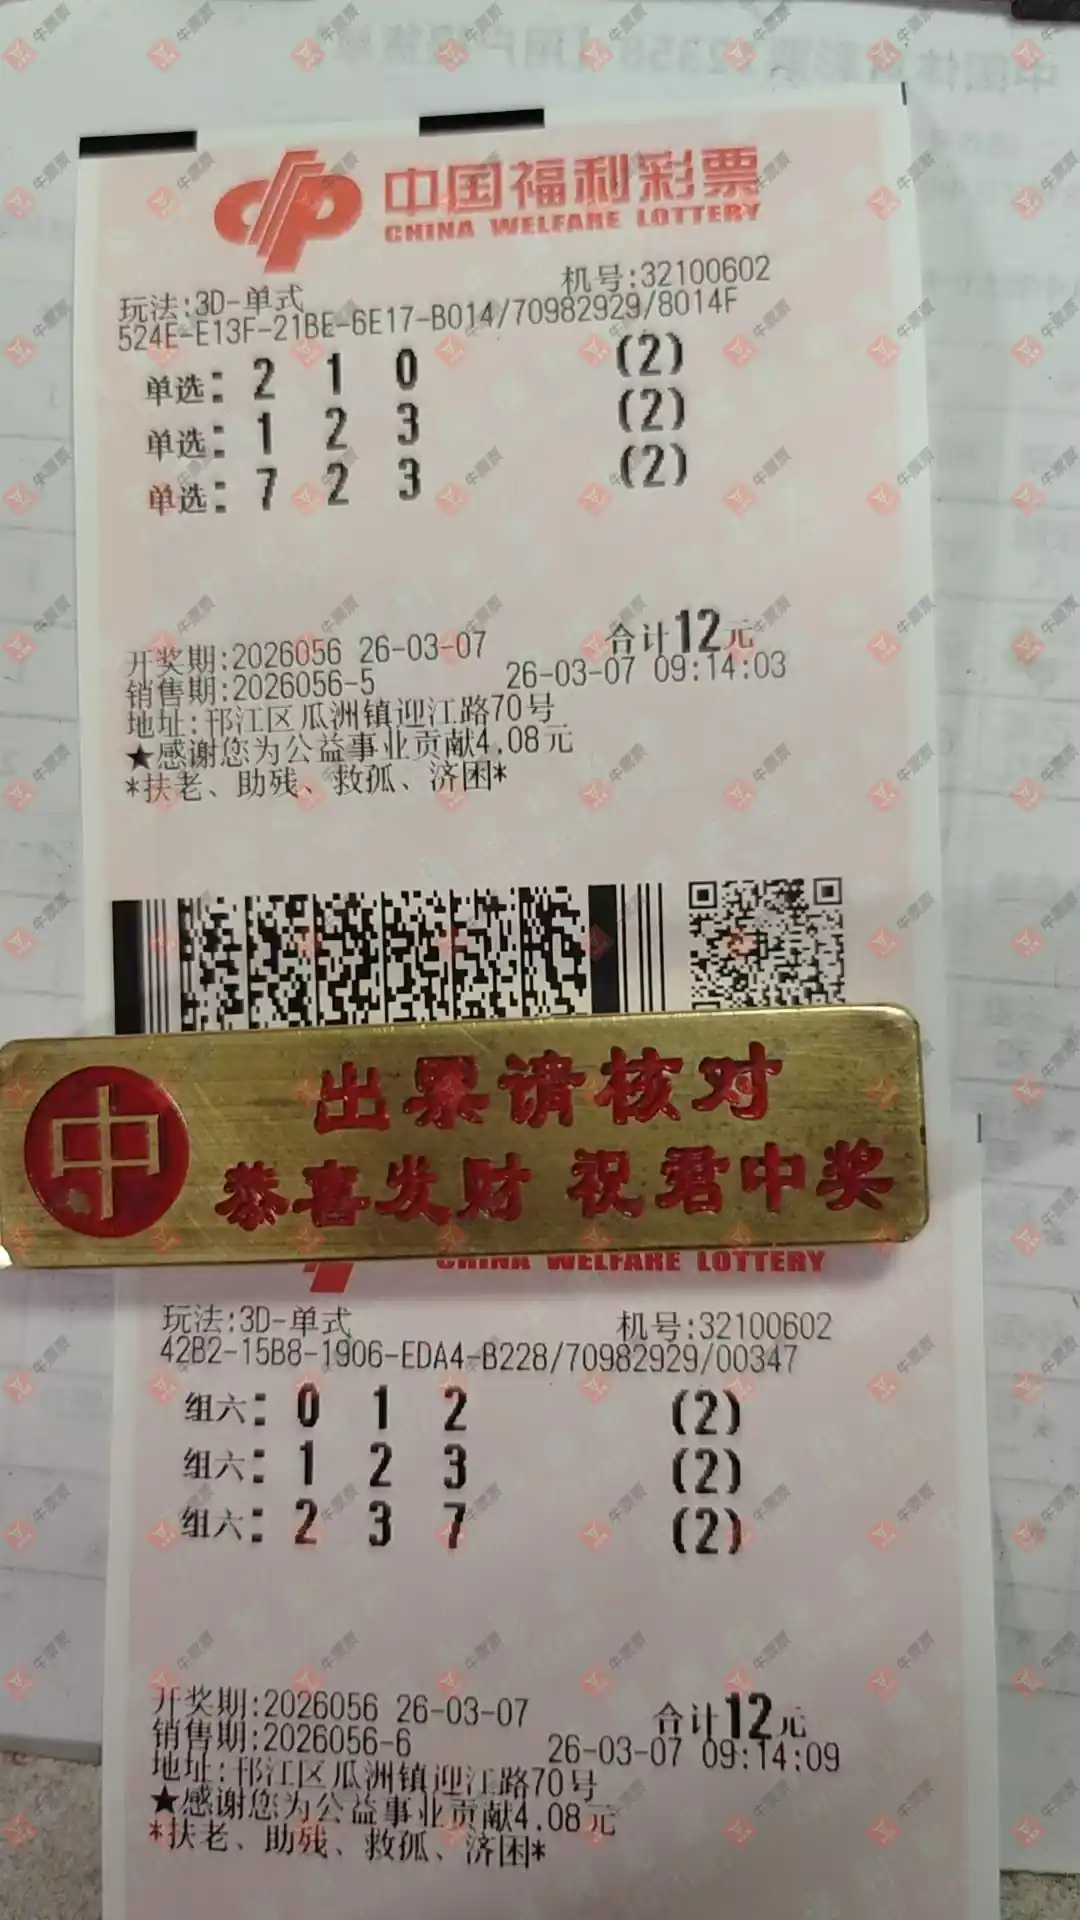 中国福利彩票
CHINA WELFARE LOTTERY
机号:32100602
玩法:3D-单式
524E-E13F-21BE-6E17-B014/70982929/8014F
单选: 2 1 0 (2)
单选: 1 2 3 (2)
单选: 7 2 3 (2)
开奖期:2026056 26-03-07 合计12元
销售期:2026056-5 26-03-07 09:14:03
地址:邗江区瓜洲镇迎江路70号
★感谢您为公益事业贡献4.08元
*扶老、助残、救孤、济困*
中
出票请核对
恭喜发财 祝君中奖
CHINA WELFARE LOTTERY
玩法:3D-单式 机号:32100602
42B2-15B8-1906-EDA4-B228/70982929/00347
组六: 0 1 2 (2)
组六: 1 2 3 (2)
组六: 2 3 7 (2)
开奖期:2026056 26-03-07 合计12元
销售期:2026056-6 26-03-07 09:14:09
地址:邗江区瓜洲镇迎江路70号
★感谢您为公益事业贡献4.08元
*扶老、助残、救孤、济困*
牛票票